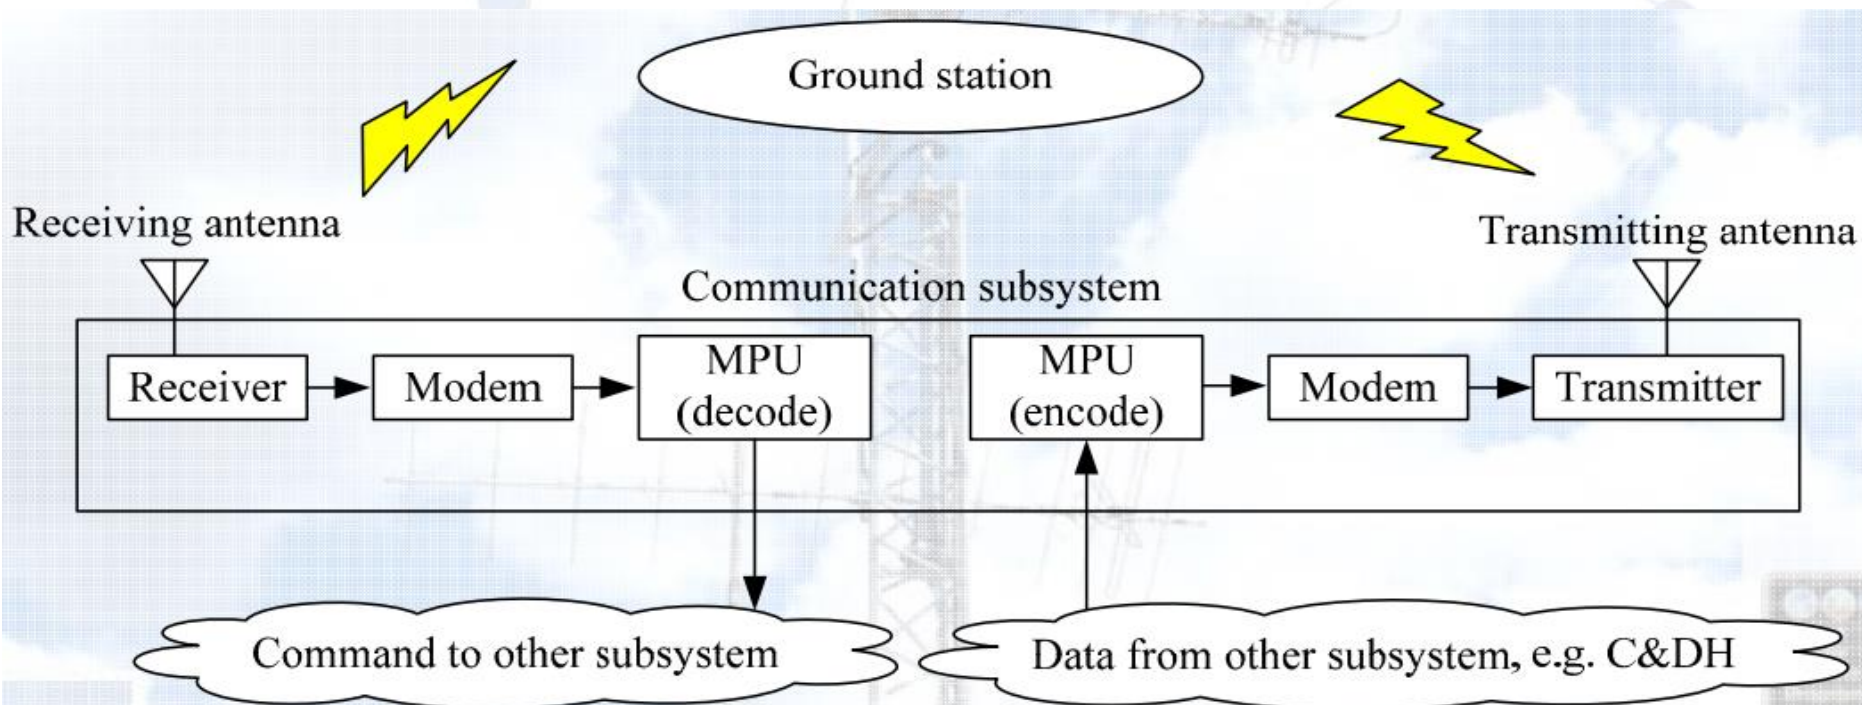 Ground station
Receiving antenna
Transmitting antenna
Communication subsystem
Receiver
Modem
MPU
(decode)
MPU
(encode)
Modem
Transmitter
Command to other subsystem
Data from other subsystem, e.g. C&DH